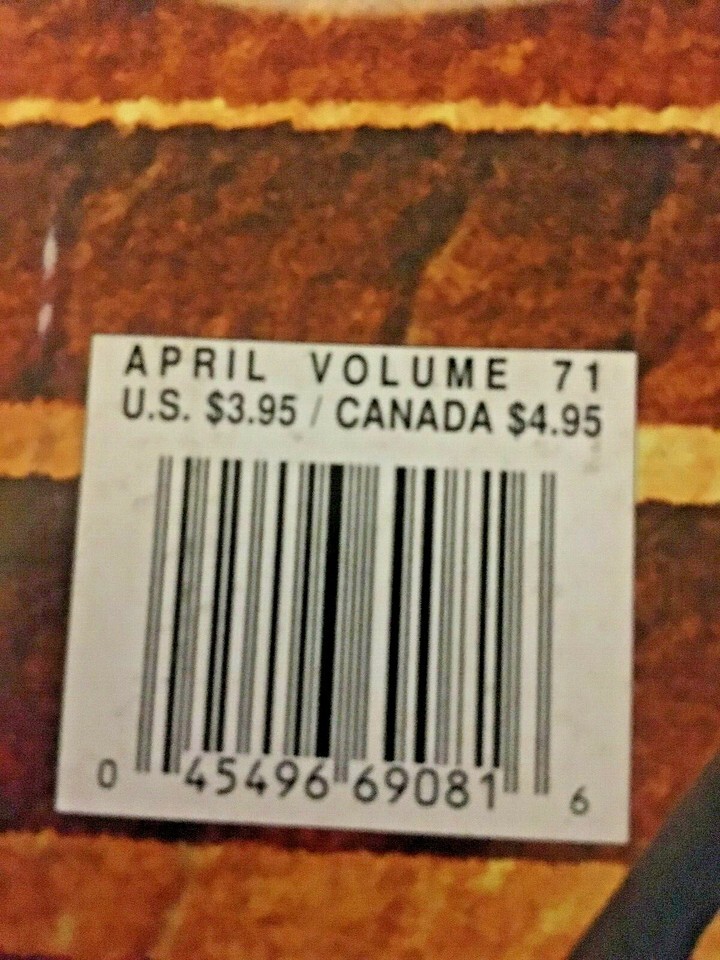 APRIL VOLUME 71
U.S. $3.95 / CANADA $4.95
0 45496 69081 6